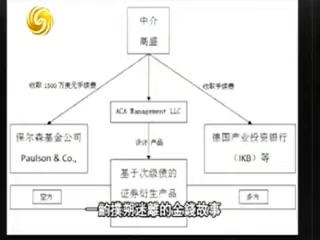 中介
高盛
收取 1500 万美元手续费
收取手续费
ACA Management LLC
设计 产品
保尔森基金公司
Paulson & Co.,
德国产业投资银行
(IKB)等
基于次级债的
证券衍生产品
空方
多方
一齣撲朔迷離的金錢故事